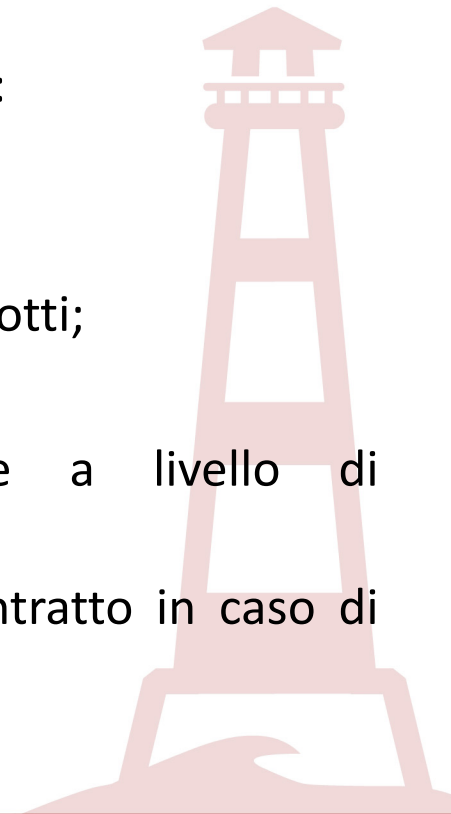 :
otti;
e a livello di
ntratto in caso di